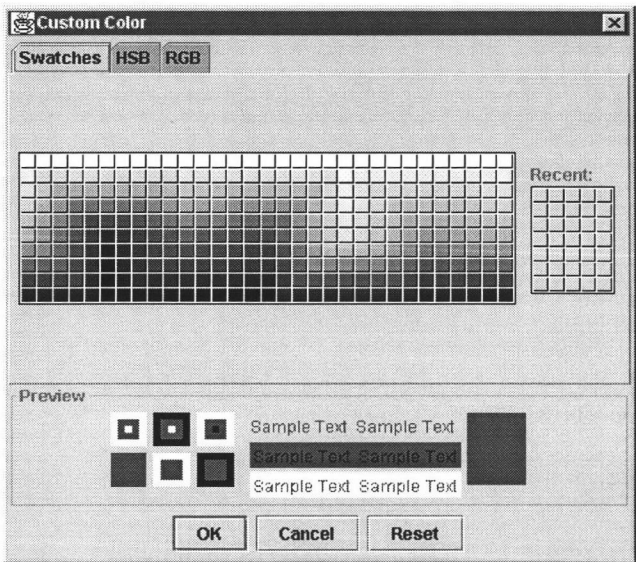 Custom Color
Swatches HSB RGB
Recent:
Preview
Sample Text Sample Text
Sample Text Sample Text
Sample Text Sample Text
OK Cancel Reset